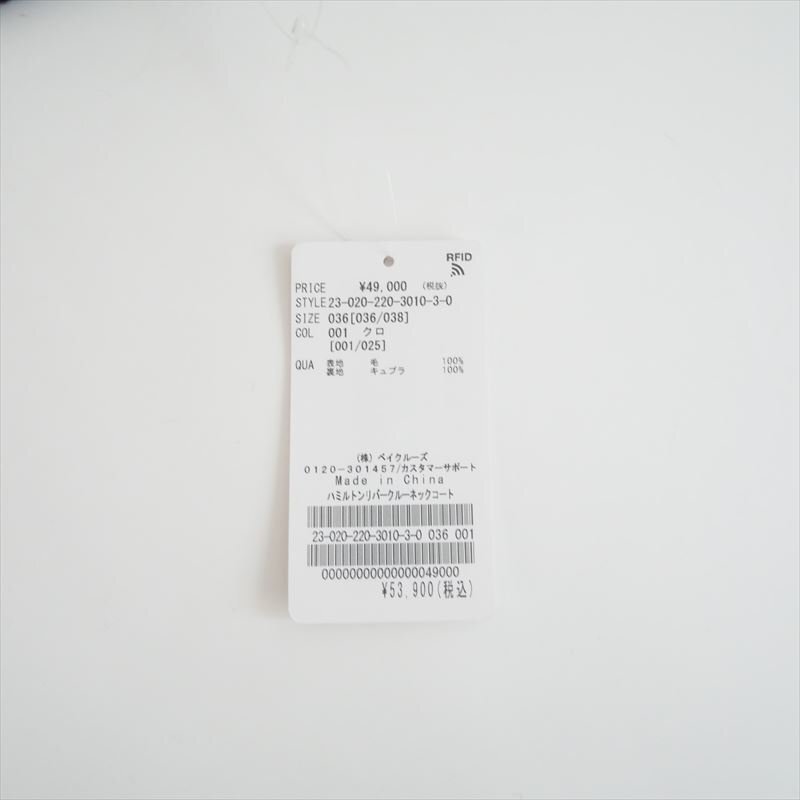 RFID
PRICE ¥49,000 (税抜)
STYLE 23-020-220-3010-3-0
SIZE 036[036/038]
COL 001 クロ
[001/025]
QUA 表地 毛 100%
裏地 キュプラ 100%
(株) ベイクルーズ
0120-301457/カスタマーサポート
Made in China
ハミルトンリバークルーネックコート
23-020-220-3010-3-0 036 001
00000000000000049000
¥53,900(税込)